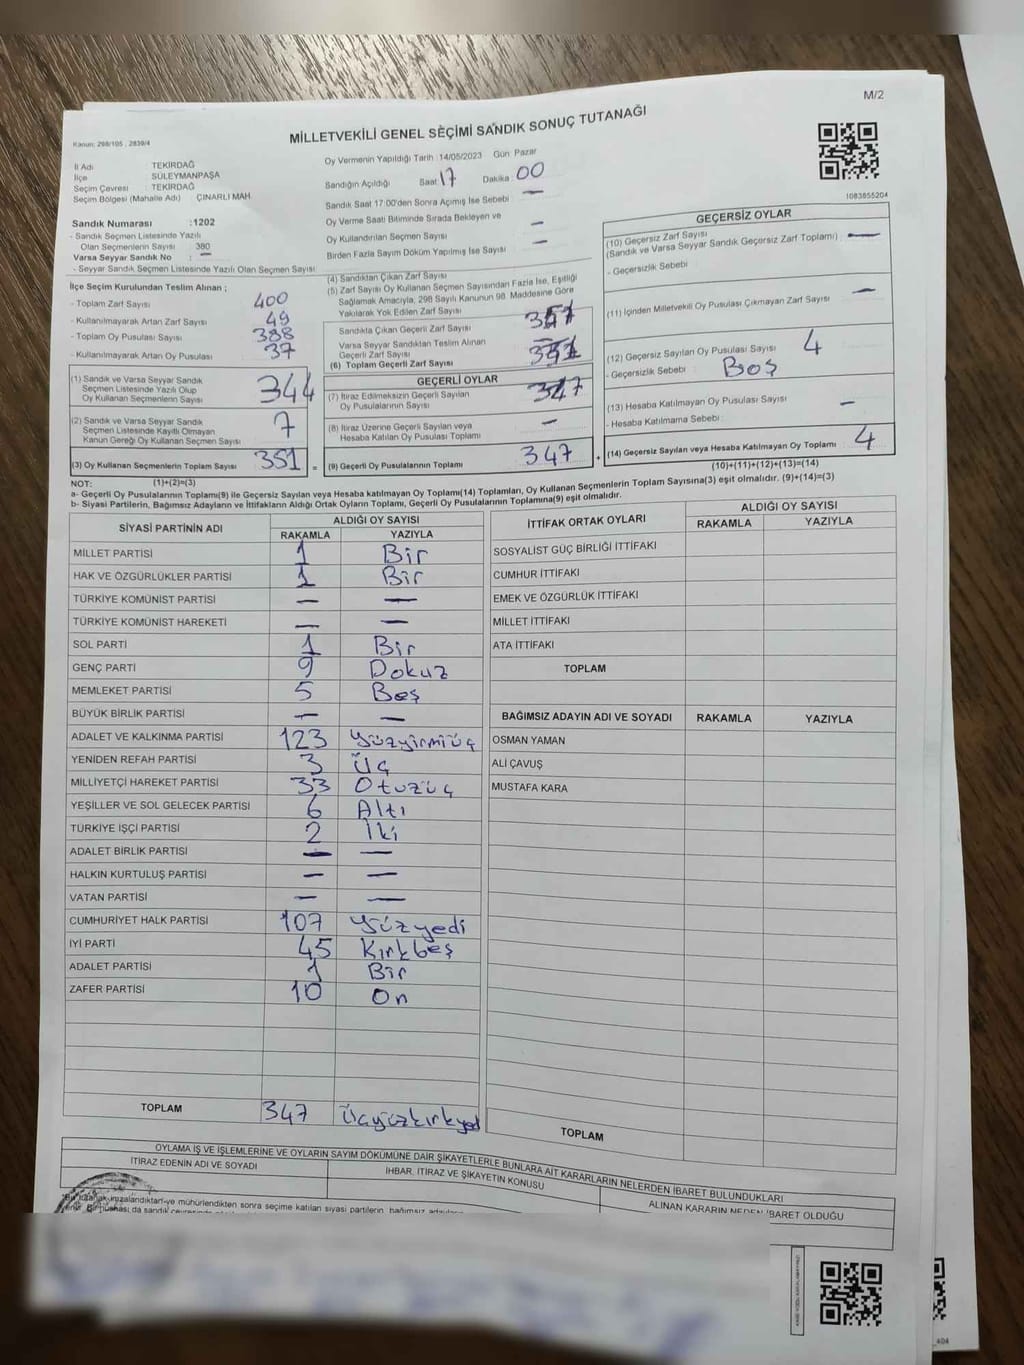 M/2
MİLLETVEKİLİ GENEL SEÇİMİ SANDIK SONUÇ TUTANAĞI
Kanun: 298/105 , 2839/4
İl Adı : TEKİRDAĞ
İlçe : SÜLEYMANPAŞA
Seçim Çevresi : TEKİRDAĞ
Seçim Bölgesi (Mahalle Adı) ÇINARLI MAH
Sandık Numarası :1202
- Sandık Seçmen Listesinde Yazılı
Olan Seçmenlerin Sayısı : 380
Varsa Seyyar Sandık No : —
- Seyyar Sandık Seçmen Listesinde Yazılı Olan Seçmen Sayısı
İlçe Seçim Kurulundan Teslim Alınan ;
- Toplam Zarf Sayısı 400
- Kullanılmayarak Artan Zarf Sayısı 49
- Toplam Oy Pusulası Sayısı 388
- Kullanılmayarak Artan Oy Pusulası 37
(1) Sandık ve Varsa Seyyar Sandık
Seçmen Listesinde Yazılı Olup
Oy Kullanan Seçmen Sayısı 344
(2) Sandık ve Varsa Seyyar Sandık
Seçmen Listesinde Kayıtlı Olmayan
Kanun Gereği Oy Kullanan Seçmen Sayısı 7
(3) Oy Kullanan Seçmenlerin Toplam Sayısı 351
Oy Vermenin Yapıldığı Tarih :14/05/2023 Gün Pazar
Sandığın Açıldığı Saat 17 Dakika : 00
Sandık Saat 17:00'den Sonra Açımış İse Sebebi —
Oy Verme Saati Bitiminde Sırada Bekleyen ve
Oy Kullandırılan Seçmen Sayısı —
Birden Fazla Sayım Döküm Yapılmış İse Sayısı —
(4) Sandıktan Çıkan Zarf Sayısı
(5) Zarf Sayısı Oy Kullanan Seçmen Sayısından Fazla İse, Eşitliği
Sağlamak Amacıyla, 298 Sayılı Kanunun 98. Maddesine Göre
Yakılarak Yok Edilen Zarf Sayısı
Sandıkta Çıkan Geçerli Zarf Sayısı
Varsa Seyyar Sandıktan Teslim Alınan
Geçerli Zarf Sayısı
(6) Toplam Geçerli Zarf Sayısı
GEÇERLİ OYLAR
(7) İtiraz Edilmeksizin Geçerli Sayılan
Oy Pusulalarının Sayısı 347
(8) İtiraz Üzerine Geçerli Sayılan veya
Hesaba Katılan Oy Pusulası Toplamı —
= (9) Geçerli Oy Pusulalarının Toplamı 347 +
1083855204
GEÇERSİZ OYLAR
(10) Geçersiz Zarf Sayısı
(Sandık ve Varsa Seyyar Sandık Geçersiz Zarf Toplamı) —
- Geçersizlik Sebebi :
(11) İçinden Milletvekili Oy Pusulası Çıkmayan Zarf Sayısı —
(12) Geçersiz Sayılan Oy Pusulası Sayısı 4
- Geçersizlik Sebebi : Boş
(13) Hesaba Katılmayan Oy Pusulası Sayısı —
- Hesaba Katılmama Sebebi :
(14) Geçersiz Sayılan veya Hesaba Katılmayan Oy Toplamı 4
(10)+(11)+(12)+(13)=(14)
NOT: (1)+(2)=(3)
a- Geçerli Oy Pusulalarının Toplamı(9) ile Geçersiz Sayılan veya Hesaba katılmayan Oy Toplamı(14) Toplamları, Oy Kullanan Seçmenlerin Toplam Sayısına(3) eşit olmalıdır. (9)+(14)=(3)
b- Siyasi Partilerin, Bağımsız Adayların ve İttifakların Aldığı Ortak Oyların Toplamı, Geçerli Oy Pusulalarının Toplamına(9) eşit olmalıdır.
SİYASİ PARTİNİN ADI ALDIĞI OY SAYISI
RAKAMLA YAZIYLA
MİLLET PARTİSİ 1 Bir
HAK VE ÖZGÜRLÜKLER PARTİSİ 1 Bir
TÜRKİYE KOMÜNİST PARTİSİ — —
TÜRKİYE KOMÜNİST HAREKETİ — —
SOL PARTİ 1 Bir
GENÇ PARTİ 9 Dokuz
MEMLEKET PARTİSİ 5 Beş
BÜYÜK BİRLİK PARTİSİ — —
ADALET VE KALKINMA PARTİSİ 123 Yüzyirmiüç
YENİDEN REFAH PARTİSİ 3 Üç
MİLLİYETÇİ HAREKET PARTİSİ 33 Otuzüç
YEŞİLLER VE SOL GELECEK PARTİSİ 6 Altı
TÜRKİYE İŞÇİ PARTİSİ 2 İki
ADALET BİRLİK PARTISI — —
HALKIN KURTULUŞ PARTİSİ — —
VATAN PARTİSİ — —
CUMHURİYET HALK PARTİSİ 107 Yüzyedi
İYİ PARTİ 45 Kırkbeş
ADALET PARTİSİ 1 Bir
ZAFER PARTİSİ 10 On
TOPLAM 347 Üçyüzkırkyedi
İTTİFAK ORTAK OYLARI ALDIĞI OY SAYISI
RAKAMLA YAZIYLA
SOSYALİST GÜÇ BİRLİĞİ İTTİFAKI
CUMHUR İTTİFAKI
EMEK VE ÖZGÜRLÜK İTTİFAKI
MİLLET İTTİFAKI
ATA İTTİFAKI
TOPLAM
BAĞIMSIZ ADAYIN ADI VE SOYADI RAKAMLA YAZIYLA
OSMAN YAMAN
ALİ ÇAVUŞ
MUSTAFA KARA
TOPLAM
OYLAMA İŞ VE İŞLEMLERİNE VE OYLARIN SAYIM DÖKÜMÜNE DAİR ŞİKAYETLERLE BUNLARA AİT KARARLARIN NELERDEN İBARET BULUNDUKLARI
İTİRAZ EDENİN ADI VE SOYADI İHBAR, İTİRAZ VE ŞİKAYETİN KONUSU ALINAN KARARIN NEDEN İBARET OLDUĞU
imzalandıktan ve mühürlendikten sonra seçime katılan siyasi partilerin, bağımsız